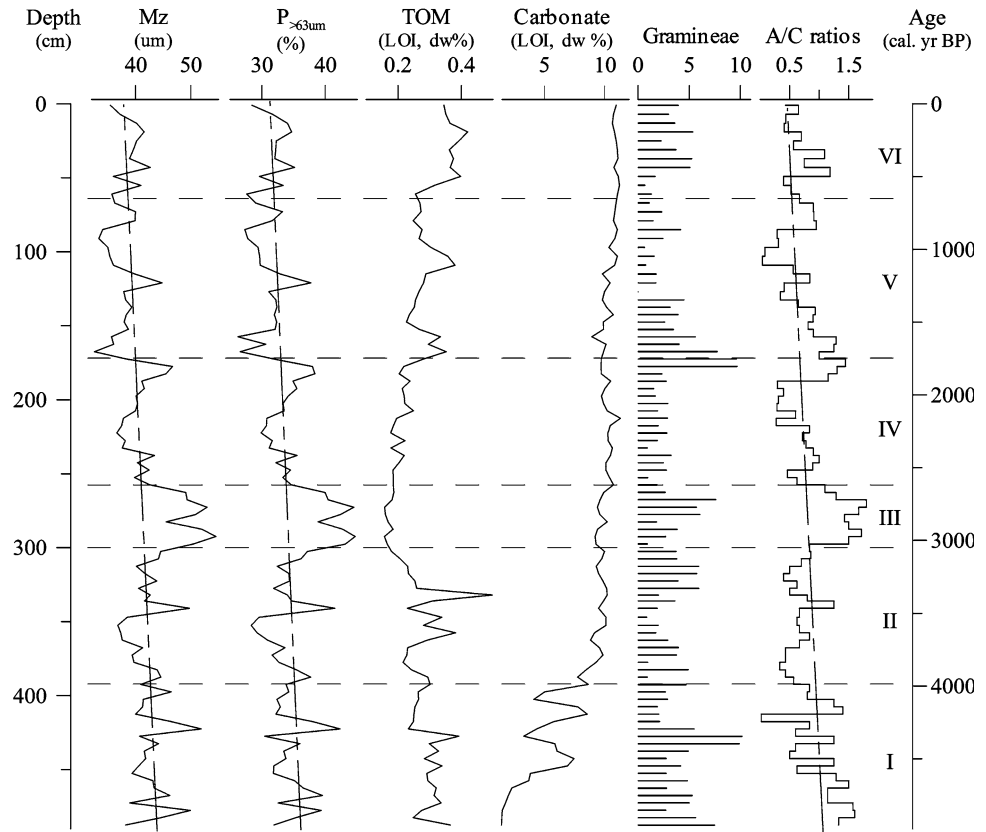 Depth Mz P>63um TOM Carbonate Gramineae A/C ratios Age
(cm) (um) (%) (LOI, dw%) (LOI, dw %) (cal. yr BP)
40 50 30 40 0.2 0.4 5 10 0 5 10 0.5 1.5
0 0
VI
100 1000
V
200 2000
IV
III
300 3000
II
400 4000
I